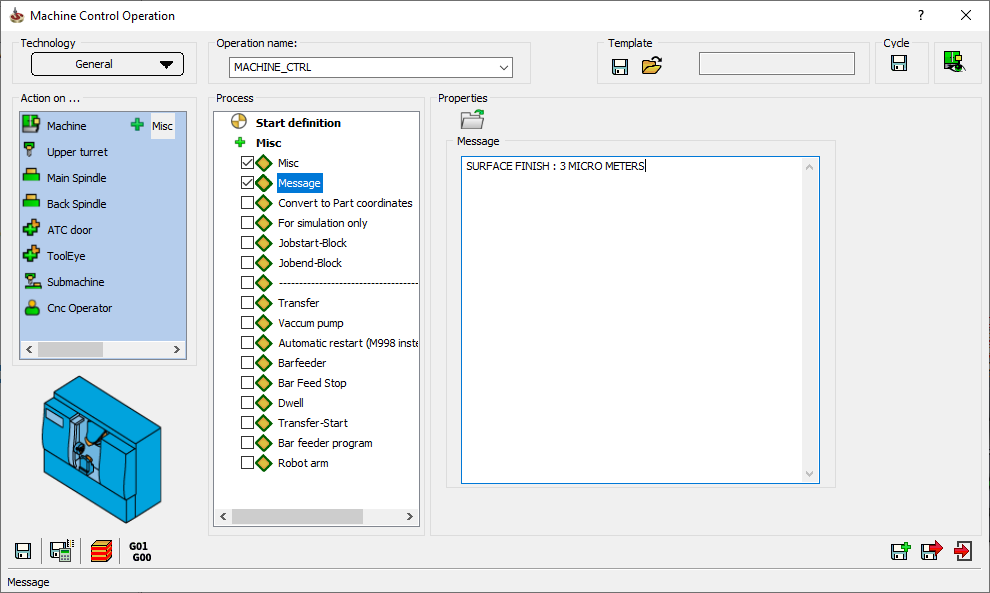 Machine Control Operation
?
Technology
General
Operation name:
MACHINE_CTRL
Template
Cycle
Action on ...
Machine
Misc
Upper turret
Main Spindle
Back Spindle
ATC door
ToolEye
Submachine
Cnc Operator
Process
Start definition
Misc
Misc
Message
Convert to Part coordinates
For simulation only
Jobstart-Block
Jobend-Block
------------------------------------
Transfer
Vaccum pump
Automatic restart (M998 inste
Barfeeder
Bar Feed Stop
Dwell
Transfer-Start
Bar feeder program
Robot arm
Properties
Message
SURFACE FINISH : 3 MICRO METERS
G01
G00
Message